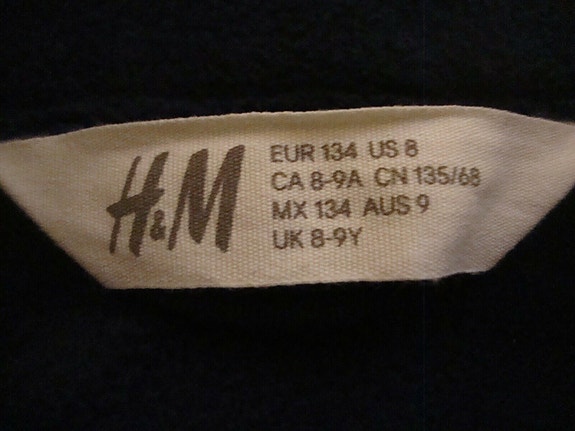 H&M
EUR 134 US 8
CA 8-9A CN 135/68
MX 134 AUS 9
UK 8-9Y